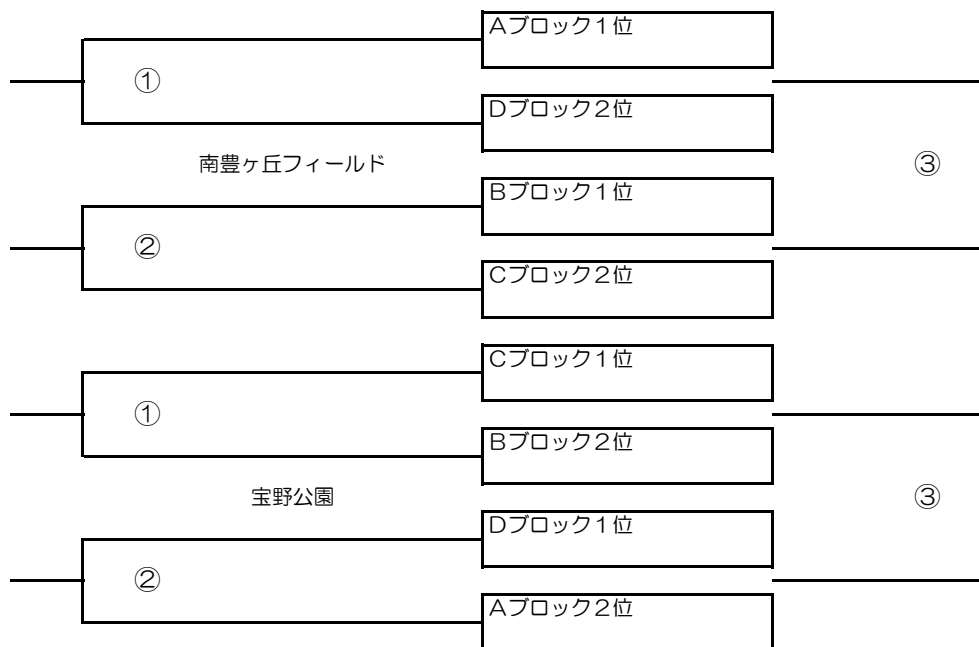 Aブロック1位
①
Dブロック2位
南豊ヶ丘フィールド
③
Bブロック1位
②
Cブロック2位
Cブロック1位
①
Bブロック2位
宝野公園
③
Dブロック1位
②
Aブロック2位